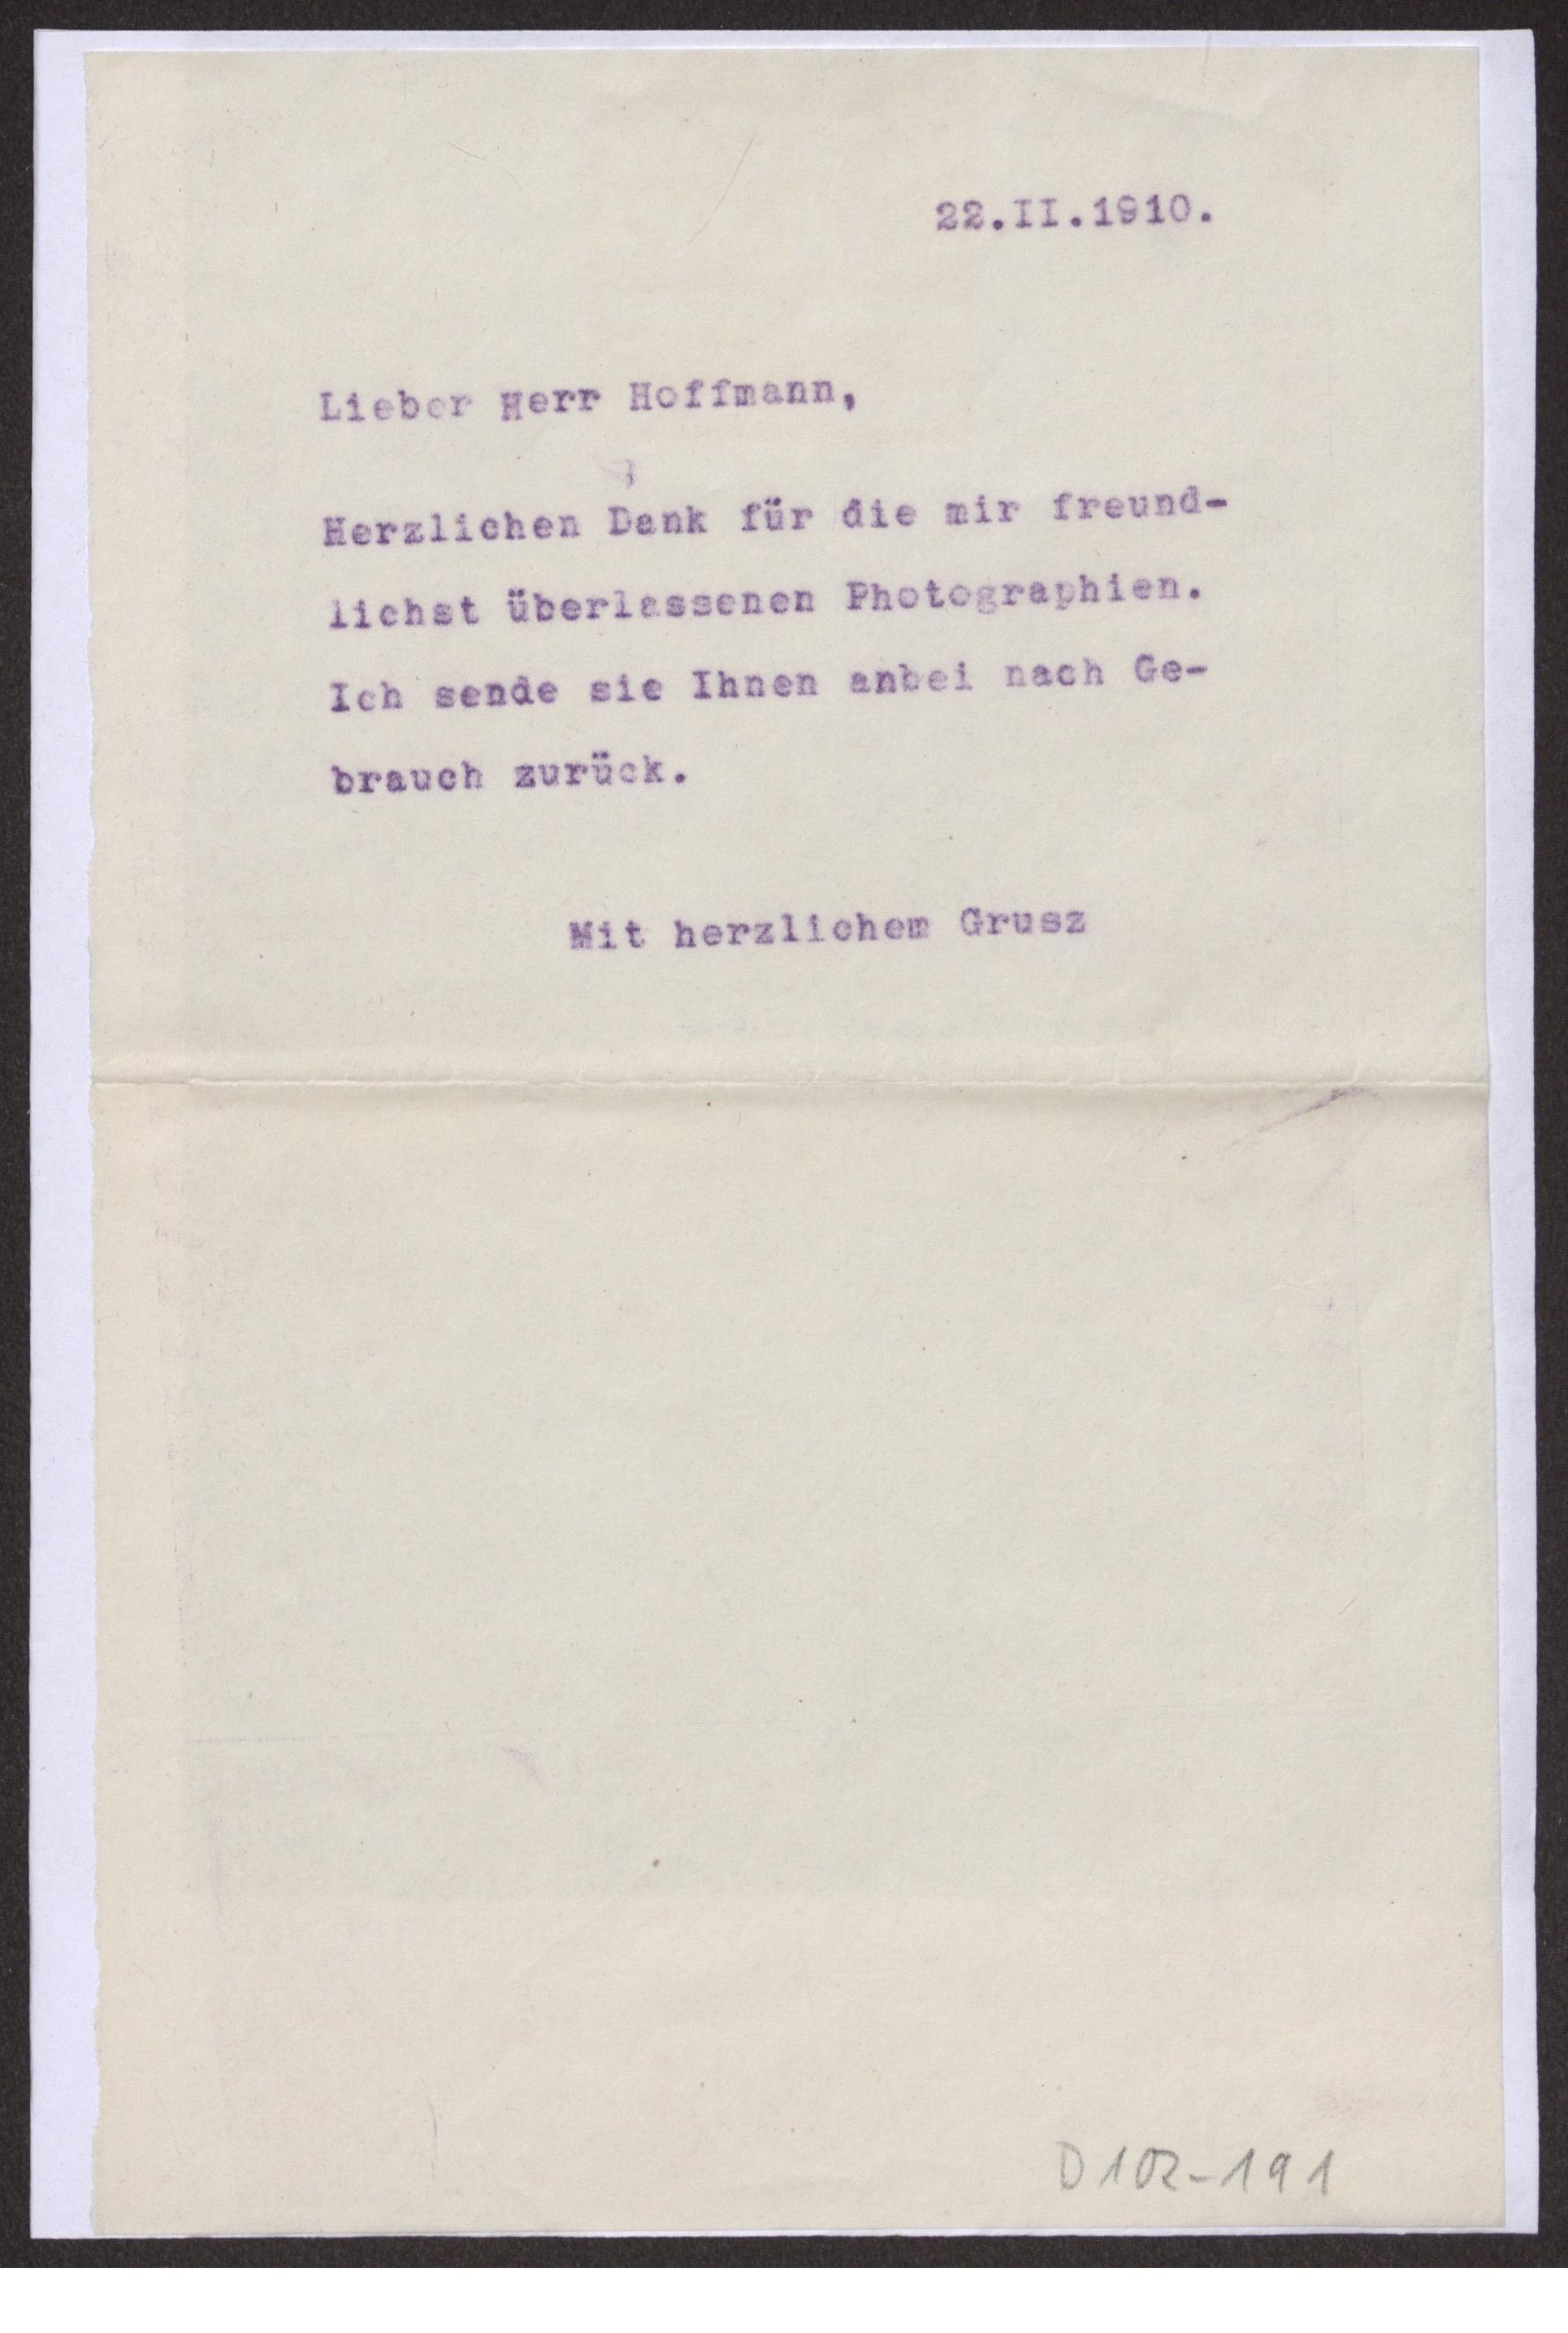 22.II.1910.
Lieber Herr Hoffmann,
Herzlichen Dank für die mir freund-
lichst überlassenen Photographien.
Ich sende sie Ihnen anbei nach Ge-
brauch zurück.
Mit herzlichem Grusz
D 102-191